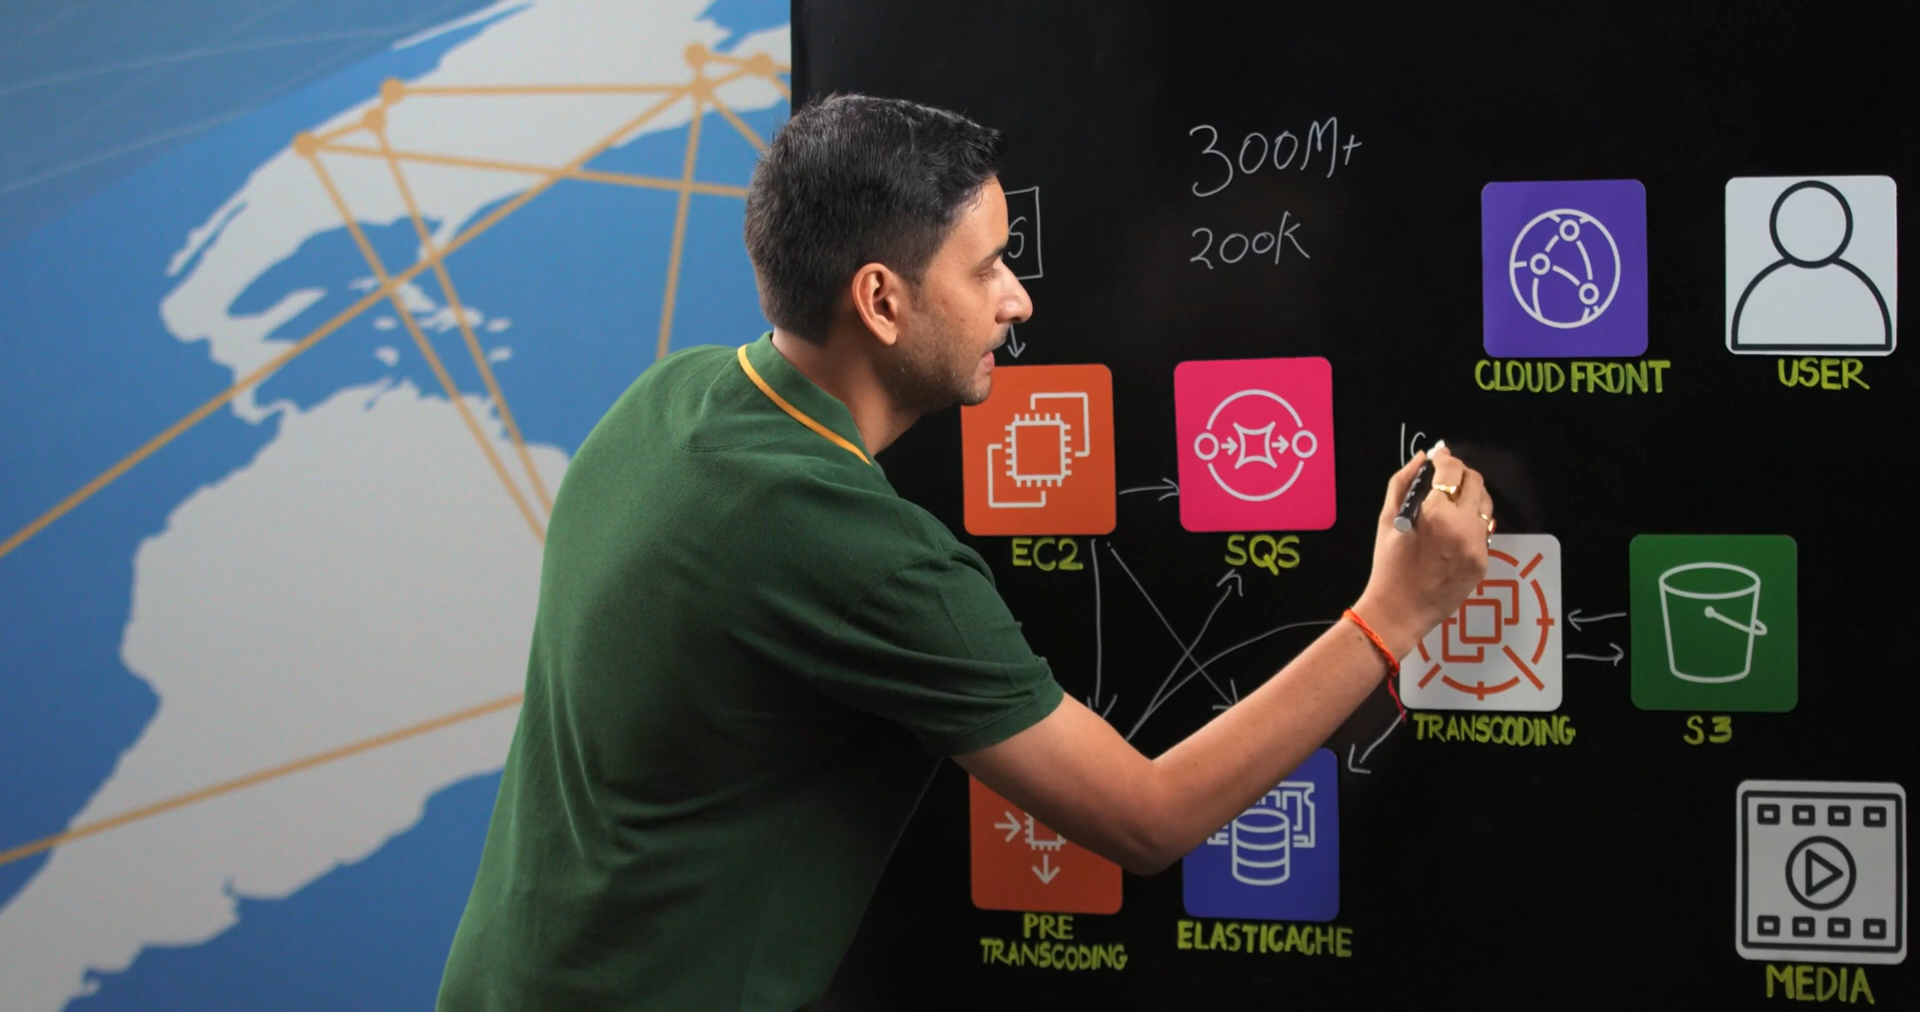 300M+
200K
CLOUD FRONT
USER
EC2
SQS
TRANSCODING
S3
PRE
TRANSCODING
ELASTICACHE
MEDIA